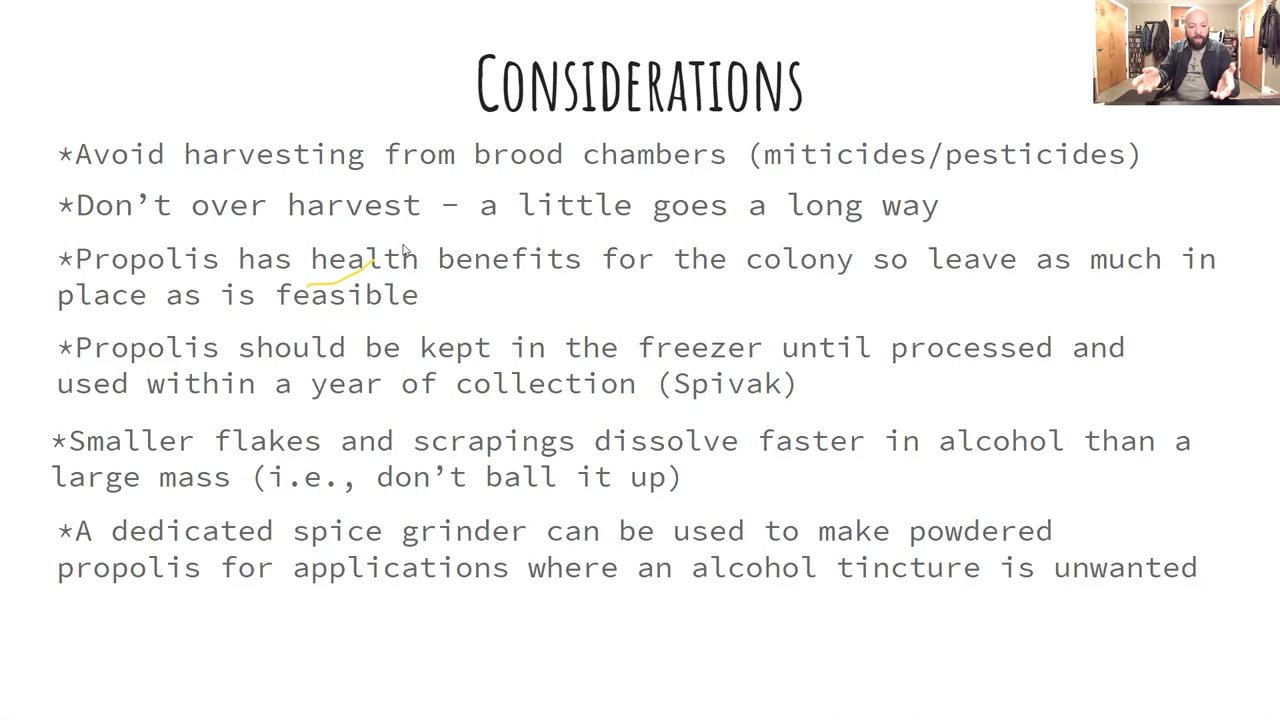 Considerations
*Avoid harvesting from brood chambers (miticides/pesticides)
*Don’t over harvest – a little goes a long way
*Propolis has health benefits for the colony so leave as much in
place as is feasible
*Propolis should be kept in the freezer until processed and
used within a year of collection (Spivak)
*Smaller flakes and scrapings dissolve faster in alcohol than a
large mass (i.e., don’t ball it up)
*A dedicated spice grinder can be used to make powdered
propolis for applications where an alcohol tincture is unwanted